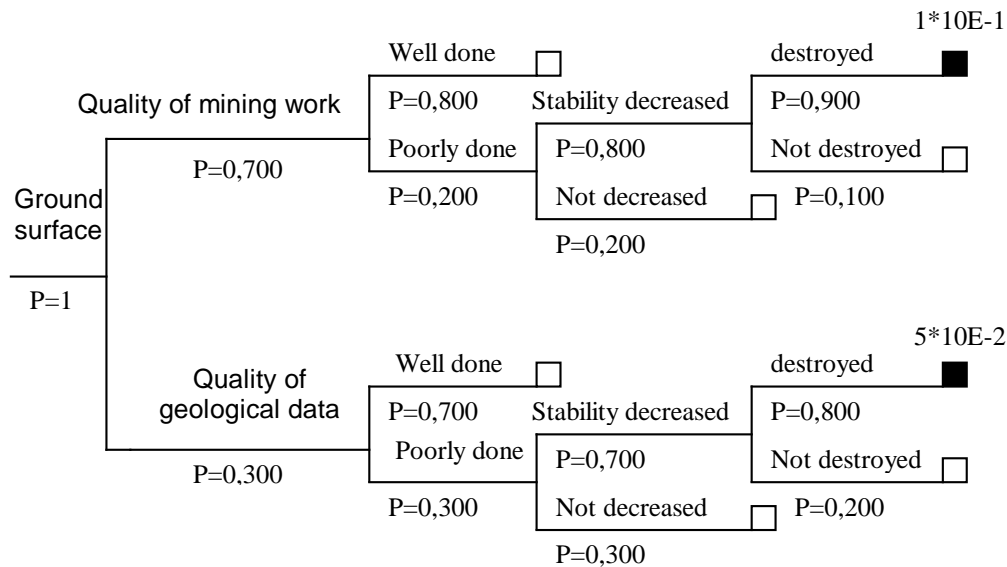 1*10E-1
Well done
destroyed
Quality of mining work
P=0,800
Stability decreased
P=0,900
Poorly done
P=0,800
Not destroyed
P=0,700
P=0,200
Not decreased
P=0,100
Ground
surface
P=0,200
P=1
5*10E-2
Well done
destroyed
Quality of
geological data
P=0,700
Stability decreased
P=0,800
Poorly done
P=0,700
Not destroyed
P=0,300
P=0,300
Not decreased
P=0,200
P=0,300